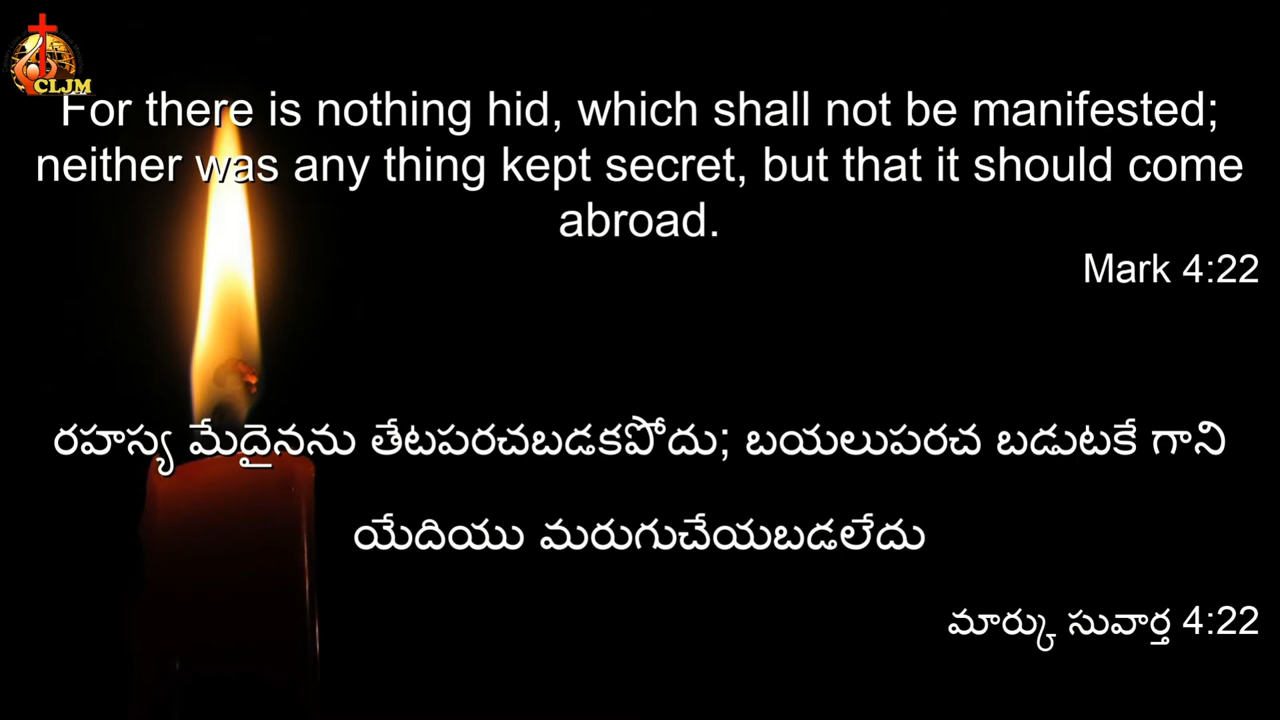 CLJM
For there is nothing hid, which shall not be manifested;
neither was any thing kept secret, but that it should come
abroad.
Mark 4:22
రహస్య మేదైనను తేటపరచబడకపోదు; బయలుపరచ బడుటకే గాని
యేదియు మరుగుచేయబడలేదు
మార్కు సువార్త 4:22